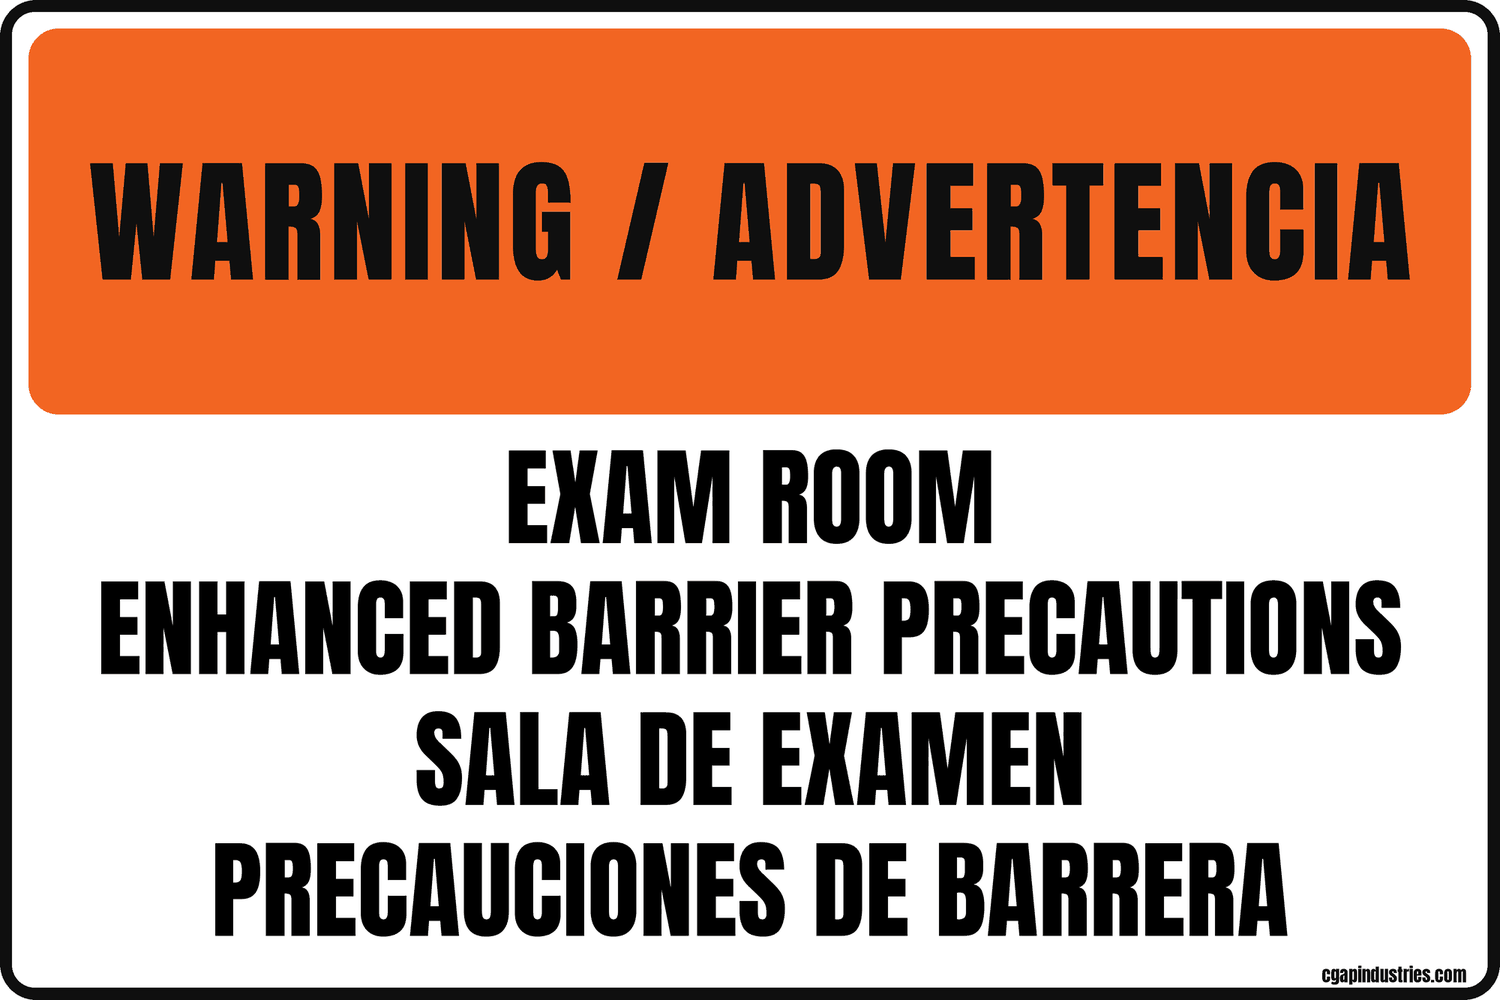 WARNING / ADVERTENCIA
EXAM ROOM
ENHANCED BARRIER PRECAUTIONS
SALA DE EXAMEN
PRECAUCIONES DE BARRERA
cgapindustries.com